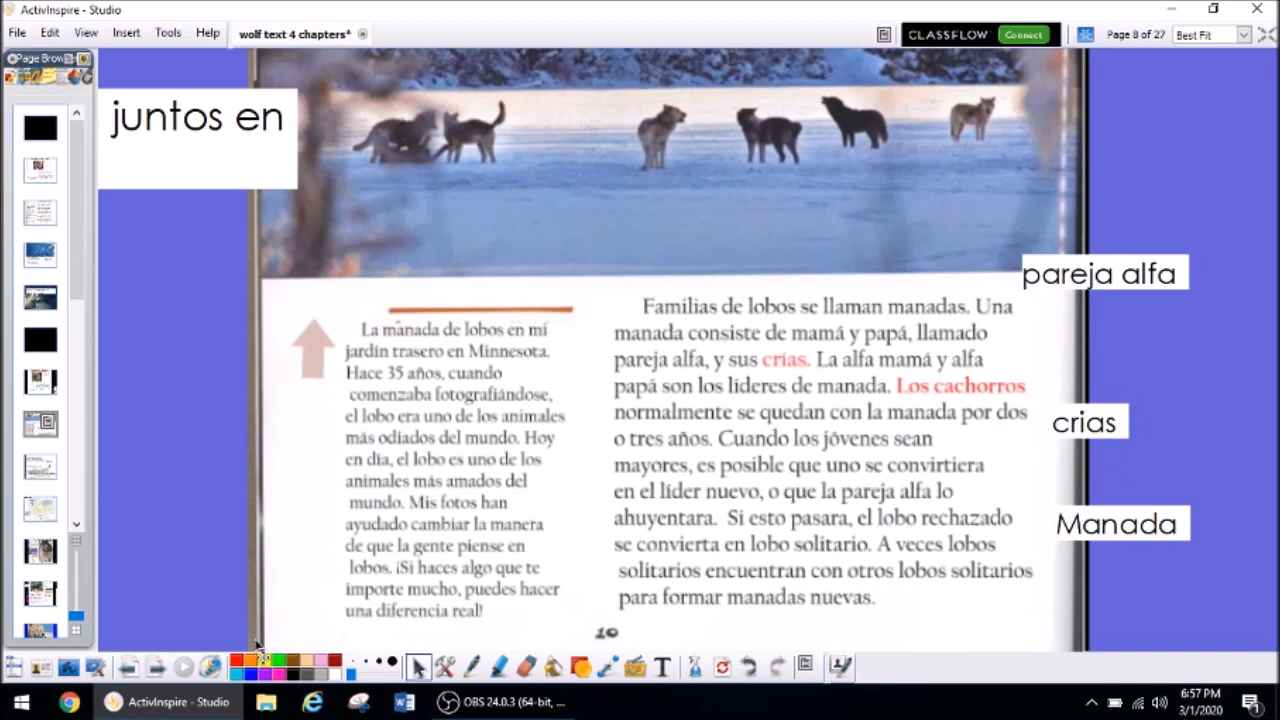 ActivInspire - Studio
File Edit View Insert Tools Help
wolf text 4 chapters*
CLASSFLOW Connect
Page 8 of 27
Best Fit
Page Brow
juntos en
pareja alfa
crias
Manada
La manada de lobos en mí
jardín trasero en Minnesota.
Hace 35 años, cuando
comenzaba fotografiándose,
el lobo era uno de los animales
más odiados del mundo. Hoy
en día, el lobo es uno de los
animales más amados del
mundo. Mis fotos han
ayudado cambiar la manera
de que la gente piense en
lobos. ¡Si haces algo que te
importe mucho, puedes hacer
una diferencia real!
Familias de lobos se llaman manadas. Una
manada consiste de mamá y papá, llamado
pareja alfa, y sus crías. La alfa mamá y alfa
papá son los líderes de manada. Los cachorros
normalmente se quedan con la manada por dos
o tres años. Cuando los jóvenes sean
mayores, es posible que uno se convirtiera
en el líder nuevo, o que la pareja alfa lo
ahuyentara. Si esto pasara, el lobo rechazado
se convierta en lobo solitario. A veces lobos
solitarios encuentran con otros lobos solitarios
para formar manadas nuevas.
10
ActivInspire - Studio
OBS 24.0.3 (64-bit, ...
6:57 PM
3/1/2020